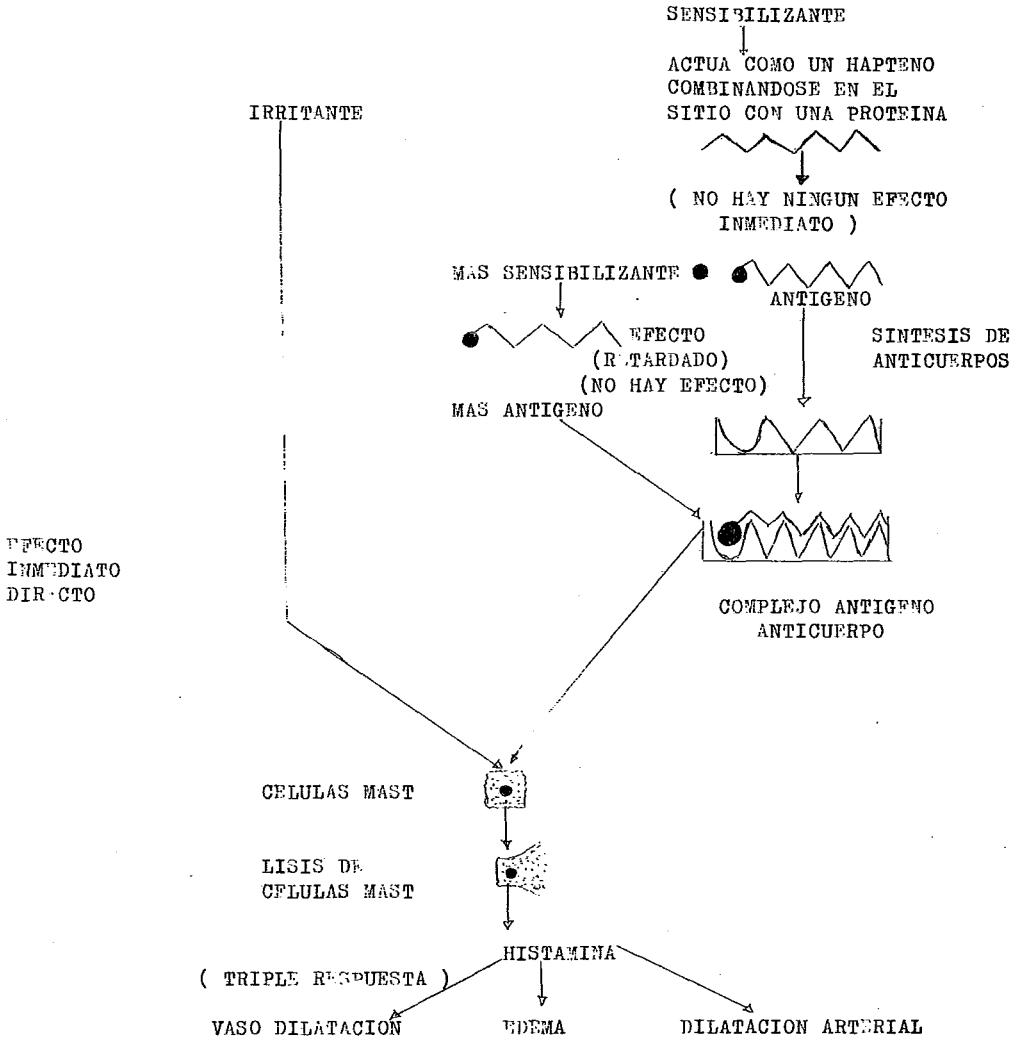 SENSIBILIZANTE
ACTUA COMO UN HAPTENO
COMBINANDOSE EN EL
SITIO CON UNA PROTEINA
IRRITANTE
( NO HAY NINGUN EFECTO
INMEDIATO )
MAS SENSIBILIZANTE
ANTIGENO
EFECTO
(RETARDADO)
(NO HAY EFECTO)
SINTESIS DE
ANTICUERPOS
MAS ANTIGENO
EFECTO
INMEDIATO
DIRECTO
COMPLEJO ANTIGENO
ANTICUERPO
CELULAS MAST
LISIS DE
CELULAS MAST
HISTAMINA
( TRIPLE RESPUESTA )
VASO DILATACION EDEMA DILATACION ARTERIAL